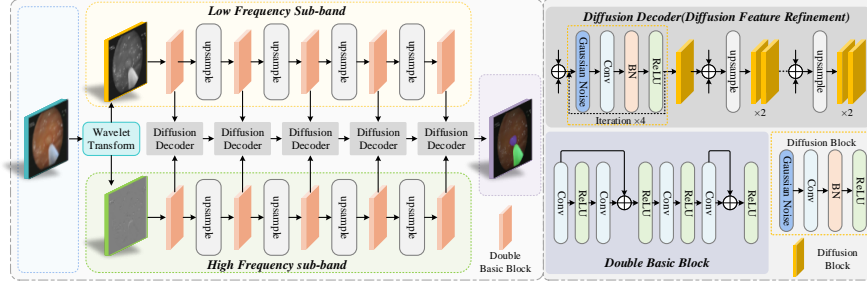 Low Frequency Sub-band
upsample
upsample
upsample
upsample
Wavelet
Transform
Diffusion
Decoder
Diffusion
Decoder
Diffusion
Decoder
Diffusion
Decoder
Diffusion
Decoder
upsample
upsample
upsample
upsample
High Frequency sub-band
Double
Basic Block
Diffusion Decoder(Diffusion Feature Refinement)
Gaussian Noise
Conv
BN
ReLU
Iteration ×4
upsample
×2
upsample
×2
Conv
ReLU
Conv
ReLU
Conv
ReLU
Conv
ReLU
Double Basic Block
Diffusion Block
Gaussian Noise
Conv
BN
ReLU
Diffusion
Block